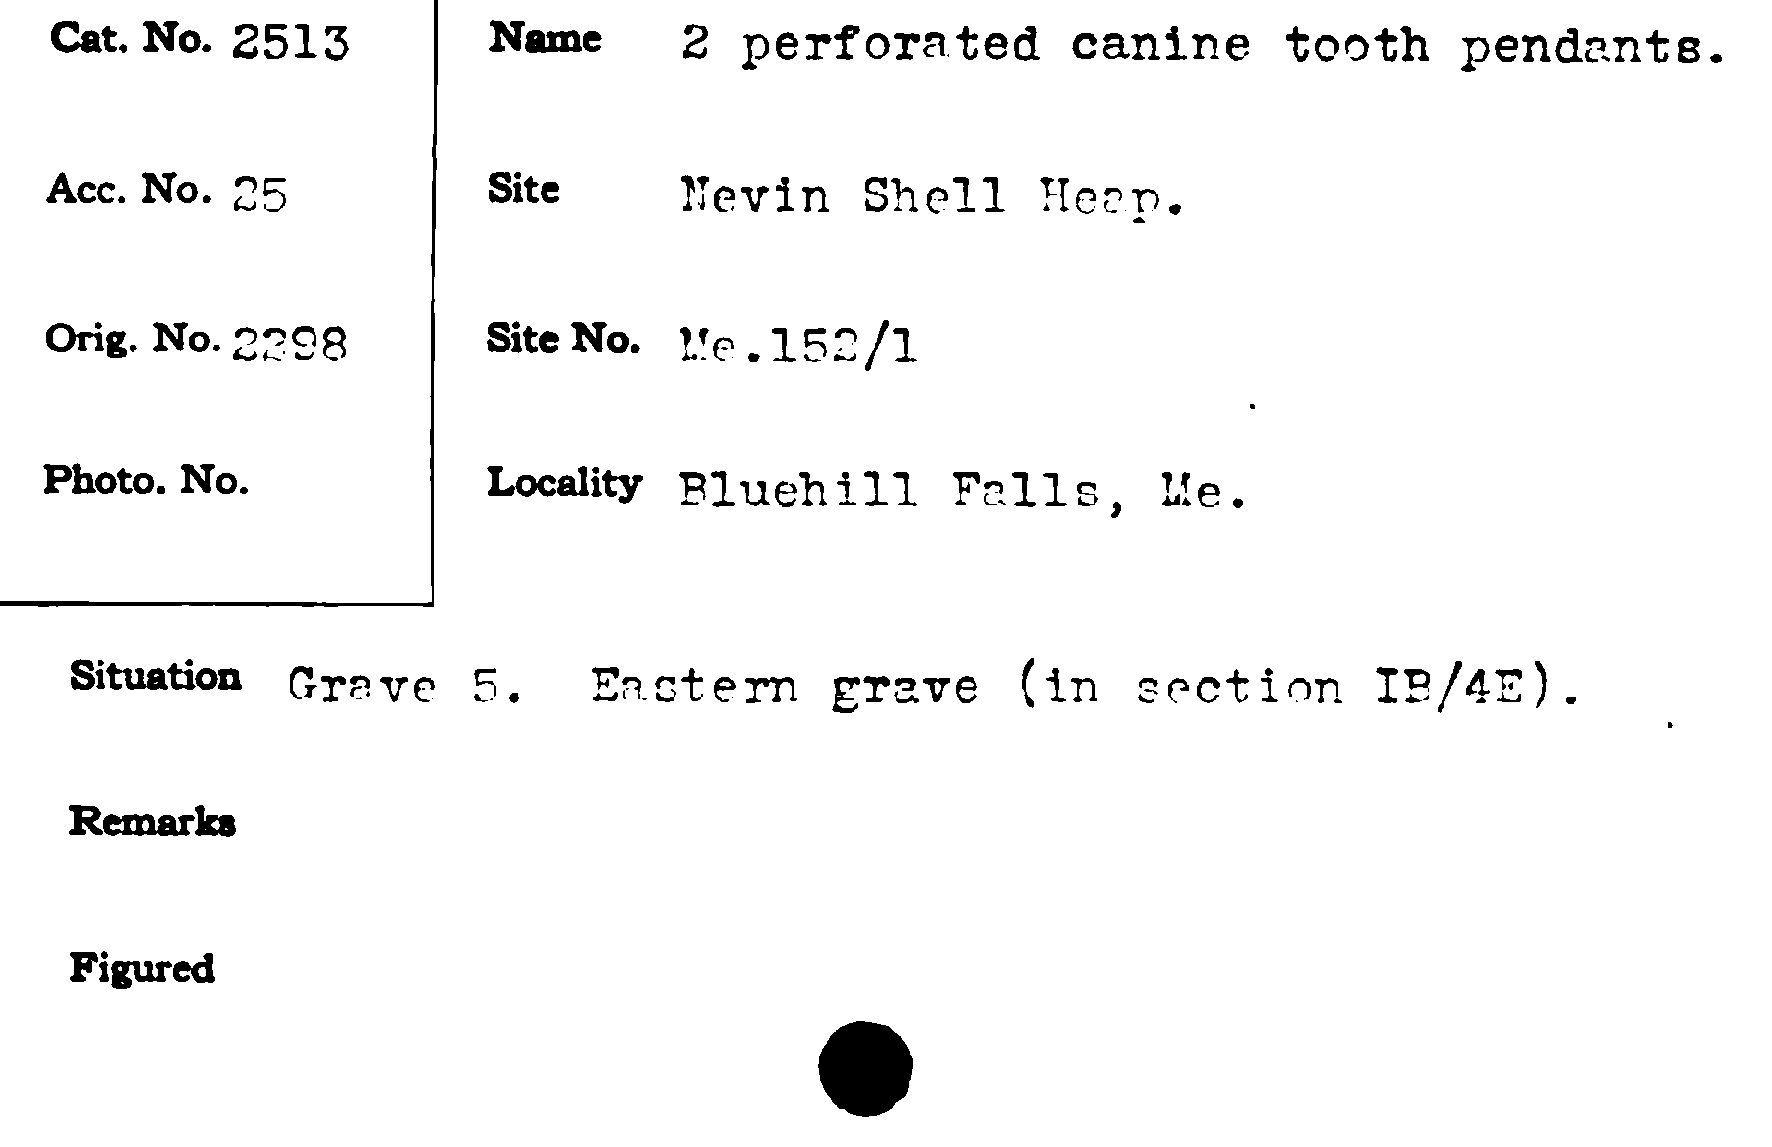 Cat. No. 2513
Name 2 perforated canine tooth pendants.
Acc. No. 25
Site Nevin Shell Heap.
Orig. No. 2298
Site No. Me.152/1
Photo. No.
Locality Bluehill Falls, Me.
Situation Grave 5. Eastern grave (in section IB/4E).
Remarks
Figured